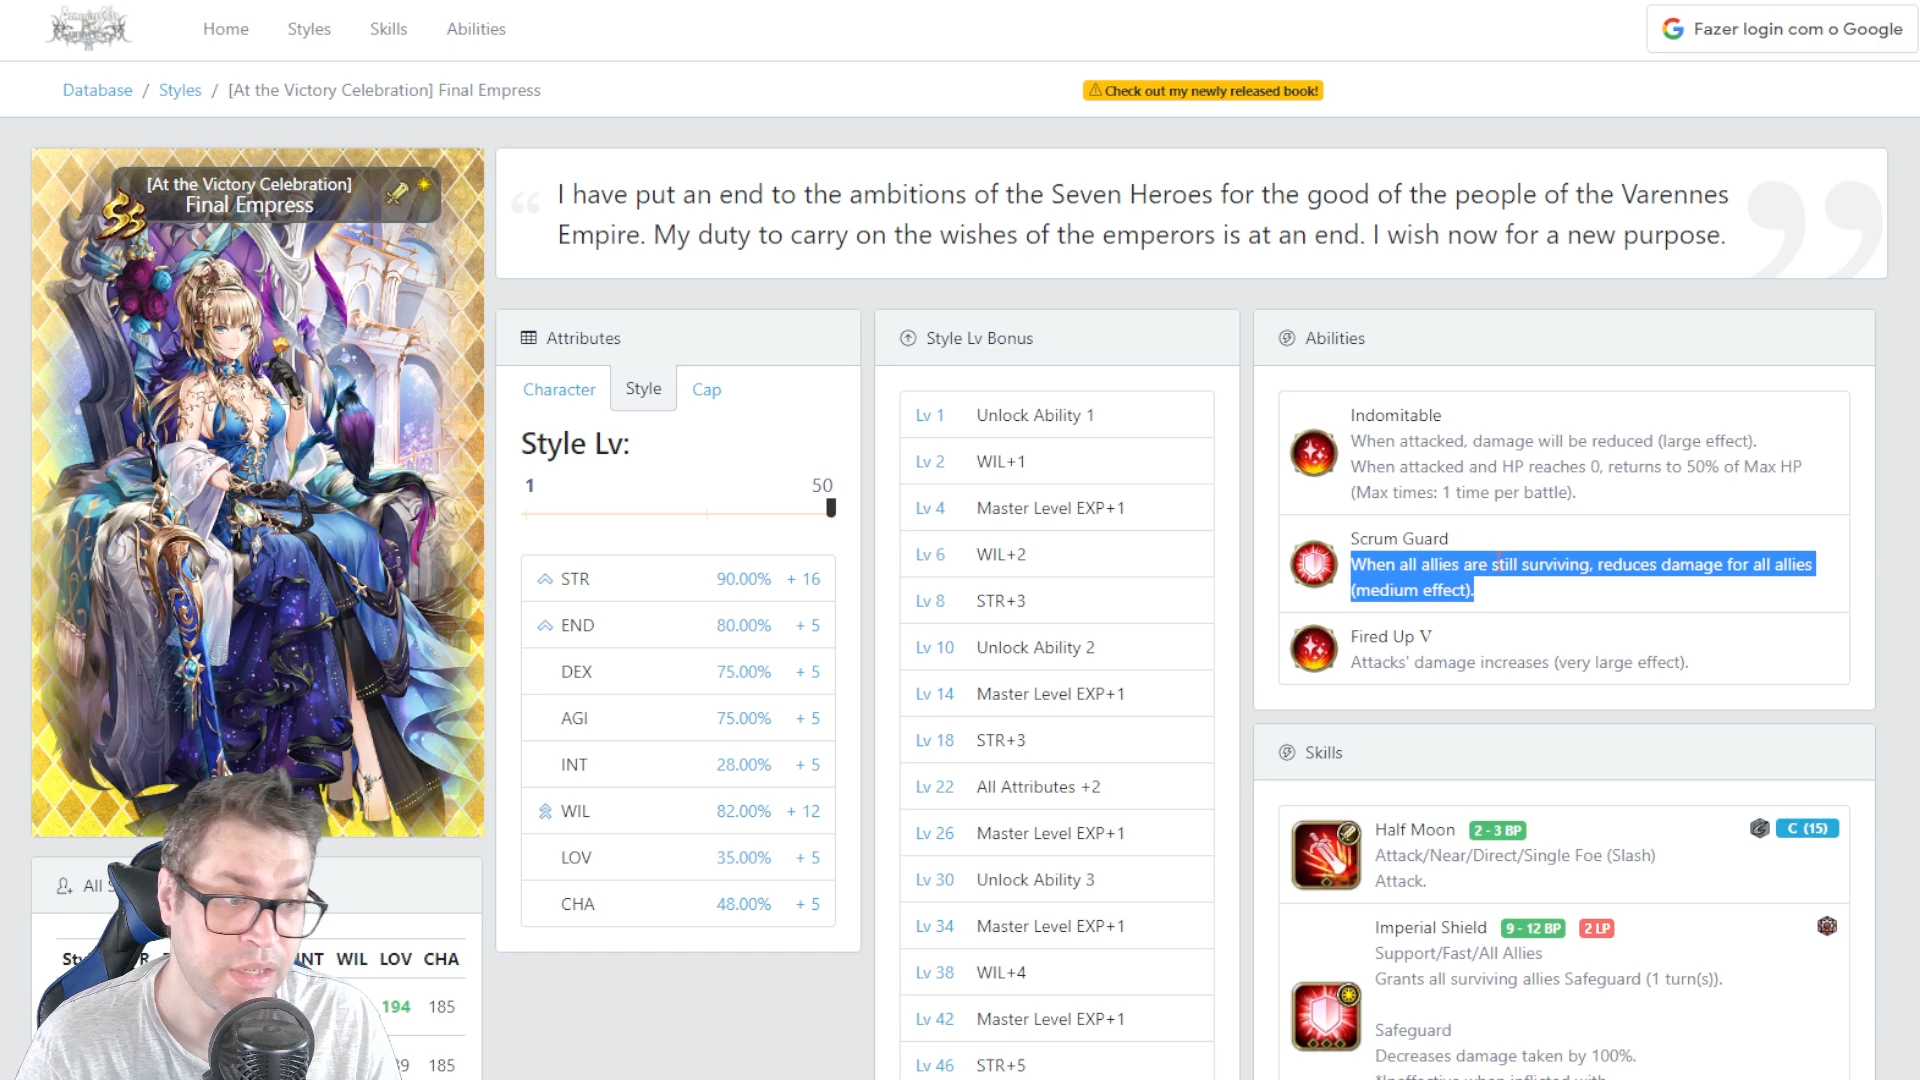 Home
Styles
Skills
Abilities
Fazer login com o Google
Database / Styles / [At the Victory Celebration] Final Empress
Check out my newly released book!
[At the Victory Celebration]
Final Empress
SS
I have put an end to the ambitions of the Seven Heroes for the good of the people of the Varennes
Empire. My duty to carry on the wishes of the emperors is at an end. I wish now for a new purpose.
Attributes
Character
Style
Cap
Style Lv:
1
50
STR 90.00% + 16
END 80.00% + 5
DEX 75.00% + 5
AGI 75.00% + 5
INT 28.00% + 5
WIL 82.00% + 12
LOV 35.00% + 5
CHA 48.00% + 5
Style Lv Bonus
Lv 1 Unlock Ability 1
Lv 2 WIL+1
Lv 4 Master Level EXP+1
Lv 6 WIL+2
Lv 8 STR+3
Lv 10 Unlock Ability 2
Lv 14 Master Level EXP+1
Lv 18 STR+3
Lv 22 All Attributes +2
Lv 26 Master Level EXP+1
Lv 30 Unlock Ability 3
Lv 34 Master Level EXP+1
Lv 38 WIL+4
Lv 42 Master Level EXP+1
Lv 46 STR+5
Abilities
Indomitable
When attacked, damage will be reduced (large effect).
When attacked and HP reaches 0, returns to 50% of Max HP
(Max times: 1 time per battle).
Scrum Guard
When all allies are still surviving, reduces damage for all allies
(medium effect).
Fired Up V
Attacks' damage increases (very large effect).
Skills
Half Moon 2 - 3 BP C (15)
Attack/Near/Direct/Single Foe (Slash)
Attack.
Imperial Shield 9 - 12 BP 2 LP
Support/Fast/All Allies
Grants all surviving allies Safeguard (1 turn(s)).
Safeguard
Decreases damage taken by 100%.
*Ineffective when inflicted with
All
WIL LOV CHA
194 185
185